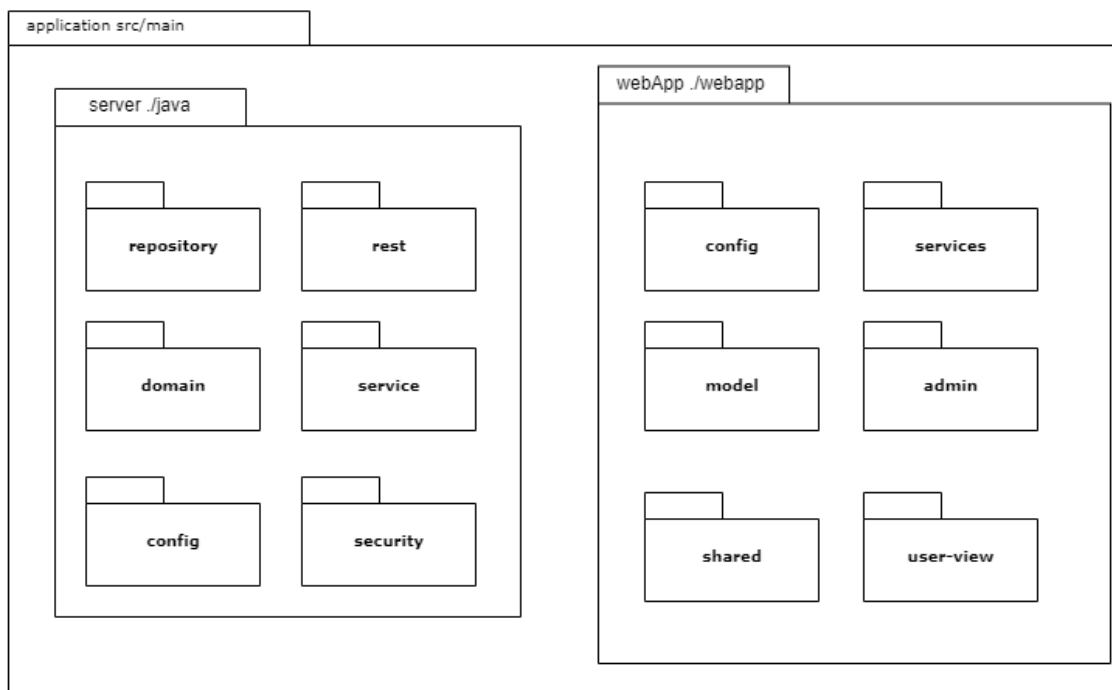 application src/main
server ./java
repository
rest
domain
service
config
security
webApp ./webapp
config
services
model
admin
shared
user-view